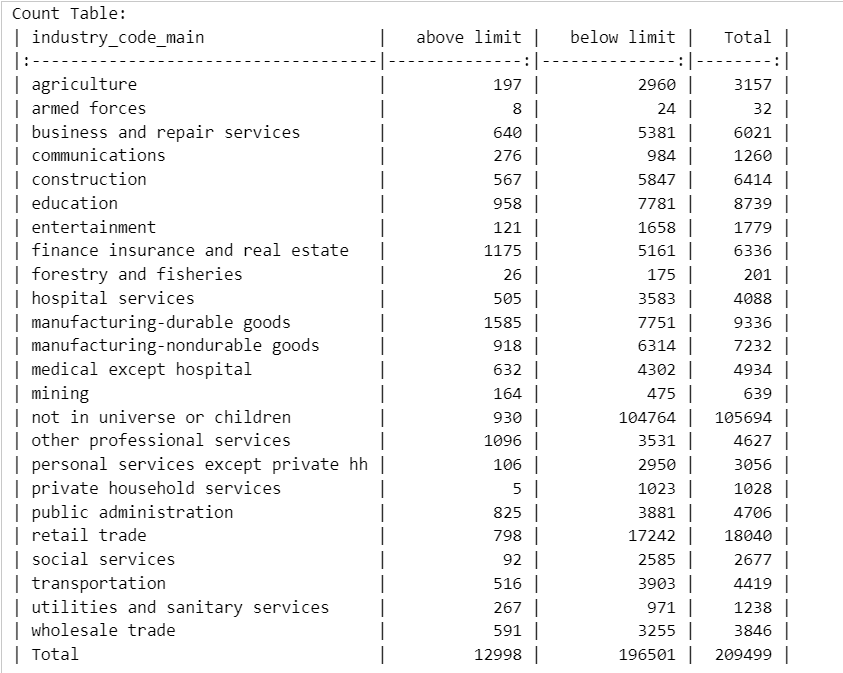 Count Table:
| industry_code_main | above limit | below limit | Total |
|:------------------------------------|--------------:|--------------:|--------:|
| agriculture | 197 | 2960 | 3157 |
| armed forces | 8 | 24 | 32 |
| business and repair services | 640 | 5381 | 6021 |
| communications | 276 | 984 | 1260 |
| construction | 567 | 5847 | 6414 |
| education | 958 | 7781 | 8739 |
| entertainment | 121 | 1658 | 1779 |
| finance insurance and real estate | 1175 | 5161 | 6336 |
| forestry and fisheries | 26 | 175 | 201 |
| hospital services | 505 | 3583 | 4088 |
| manufacturing-durable goods | 1585 | 7751 | 9336 |
| manufacturing-nondurable goods | 918 | 6314 | 7232 |
| medical except hospital | 632 | 4302 | 4934 |
| mining | 164 | 475 | 639 |
| not in universe or children | 930 | 104764 | 105694 |
| other professional services | 1096 | 3531 | 4627 |
| personal services except private hh | 106 | 2950 | 3056 |
| private household services | 5 | 1023 | 1028 |
| public administration | 825 | 3881 | 4706 |
| retail trade | 798 | 17242 | 18040 |
| social services | 92 | 2585 | 2677 |
| transportation | 516 | 3903 | 4419 |
| utilities and sanitary services | 267 | 971 | 1238 |
| wholesale trade | 591 | 3255 | 3846 |
| Total | 12998 | 196501 | 209499 |